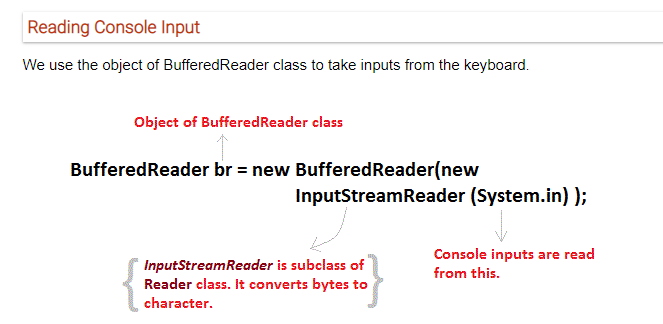 Reading Console Input
We use the object of BufferedReader class to take inputs from the keyboard.
Object of BufferedReader class
BufferedReader br = new BufferedReader(new
InputStreamReader (System.in) );
InputStreamReader is subclass of
Reader class. It converts bytes to
character.
Console inputs are read
from this.